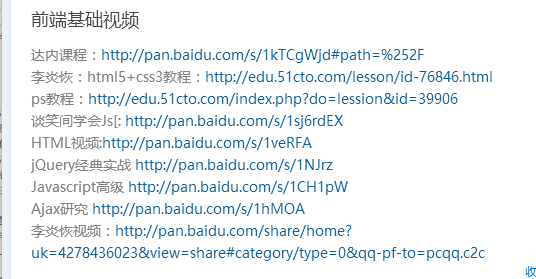 前端基础视频
达内课程：http://pan.baidu.com/s/1kTCgWjd#path=%252F
李炎恢：html5+css3教程：http://edu.51cto.com/lesson/id-76846.html
ps教程：http://edu.51cto.com/index.php?do=lession&id=39906
谈笑间学会Js[: http://pan.baidu.com/s/1sj6rdEX
HTML视频:http://pan.baidu.com/s/1veRFA
jQuery经典实战 http://pan.baidu.com/s/1NJrz
Javascript高级 http://pan.baidu.com/s/1CH1pW
Ajax研究 http://pan.baidu.com/s/1hMOA
李炎恢视频：http://pan.baidu.com/share/home?
uk=4278436023&view=share#category/type=0&qq-pf-to=pcqq.c2c
收